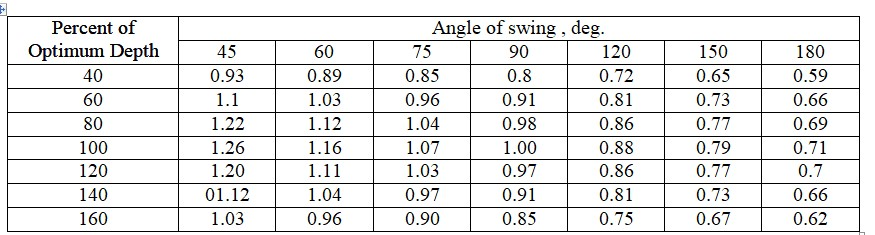 Percent of Optimum Depth Angle of swing , deg.
45 60 75 90 120 150 180
40 0.93 0.89 0.85 0.8 0.72 0.65 0.59
60 1.1 1.03 0.96 0.91 0.81 0.73 0.66
80 1.22 1.12 1.04 0.98 0.86 0.77 0.69
100 1.26 1.16 1.07 1.00 0.88 0.79 0.71
120 1.20 1.11 1.03 0.97 0.86 0.77 0.7
140 01.12 1.04 0.97 0.91 0.81 0.73 0.66
160 1.03 0.96 0.90 0.85 0.75 0.67 0.62